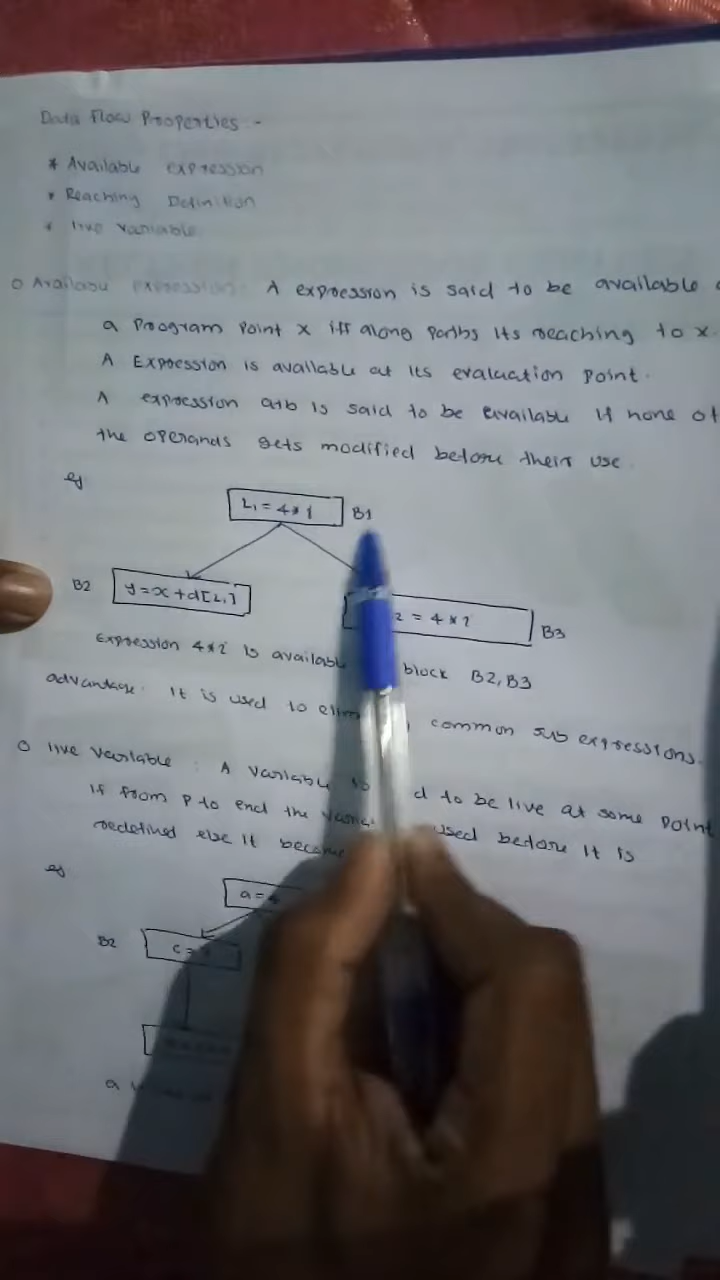 Data Flow Properties :-
* Available expression
* Reaching Definition
* live variable
o Available expression: A expression is said to be available
a program point x iff along paths its reaching to x.
A Expression is available at its evaluation point.
A expression a+b is said to be available if none of
the operands gets modified before their use.
eg
L1 = 4*i B1
B2 y=x+a[L1]
2 = 4*i B3
Expression 4*i is available block B2, B3
advantage: It is used to common sub expressions.
o live variable : A variable d to be live at some point
if from P to end the used before it is
redefined else it
eg
a =
B2 c =
a